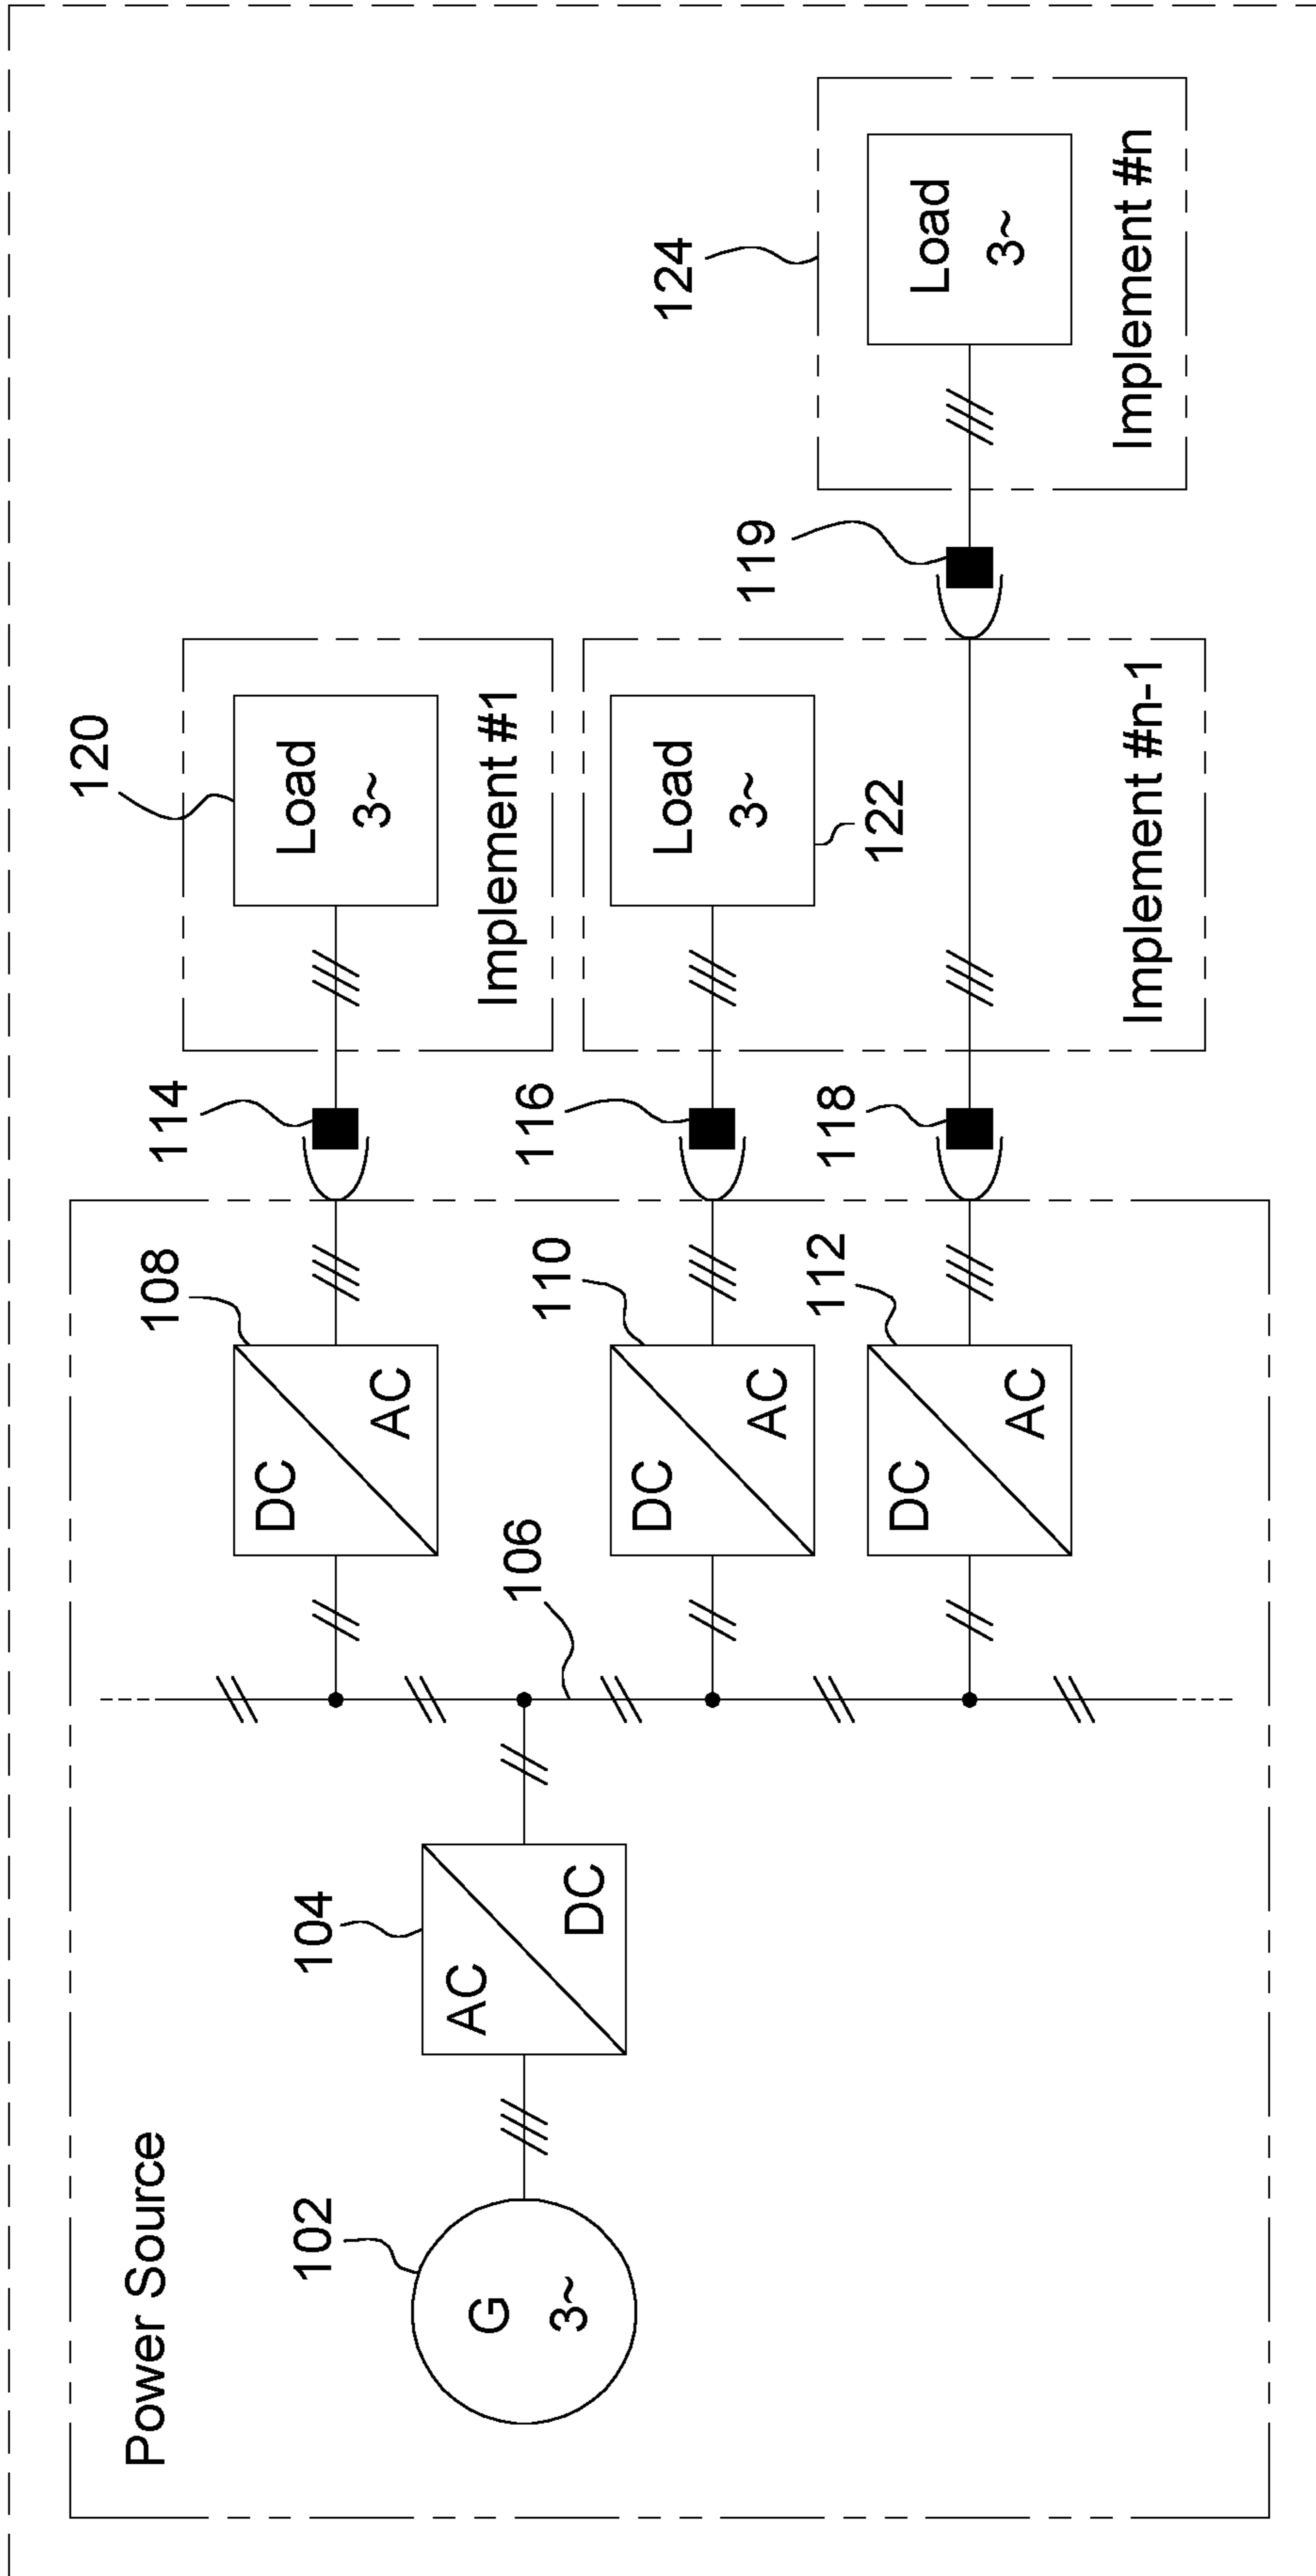 Power Source
102
G
3~
104
AC
DC
106
108
DC
AC
110
DC
AC
112
DC
AC
114
116
118
120
Load
3~
Implement #1
Load
3~
122
Implement #n-1
119
124
Load
3~
Implement #n